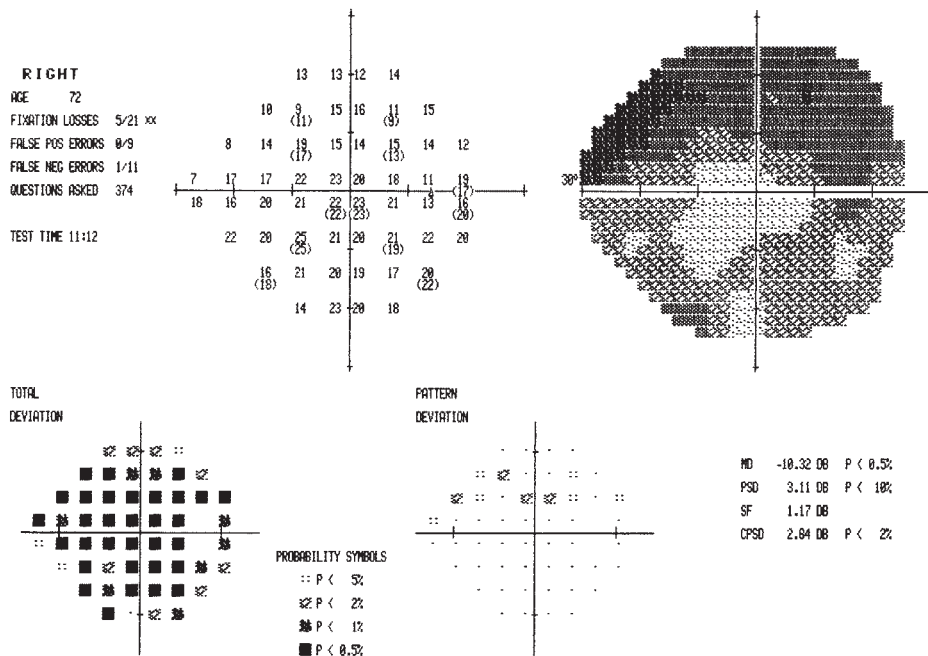 13 13 12 14
RIGHT
AGE 72
10 9 15 16 11 15
FIXATION LOSSES 5/21 xx
(11) (9)
FALSE POS ERRORS 0/9
8 14 19 15 14 15 14 12
(17) (13)
FALSE NEG ERRORS 1/11
7 17 17 22 23 20 18 11 19
QUESTIONS ASKED 374
(17)
30°
18 16 20 21 22 23 21 13 16
(22) (23) (20)
TEST TIME 11:12
22 20 25 21 20 21 22 20
(25) (19)
16 21 20 19 17 20
(18) (22)
14 23 20 18
TOTAL
DEVIATION
PATTERN
DEVIATION
MD -10.32 DB P < 0.5%
PSD 3.11 DB P < 10%
SF 1.17 DB
CPSD 2.84 DB P < 2%
PROBABILITY SYMBOLS
P < 5%
P < 2%
P < 1%
P < 0.5%